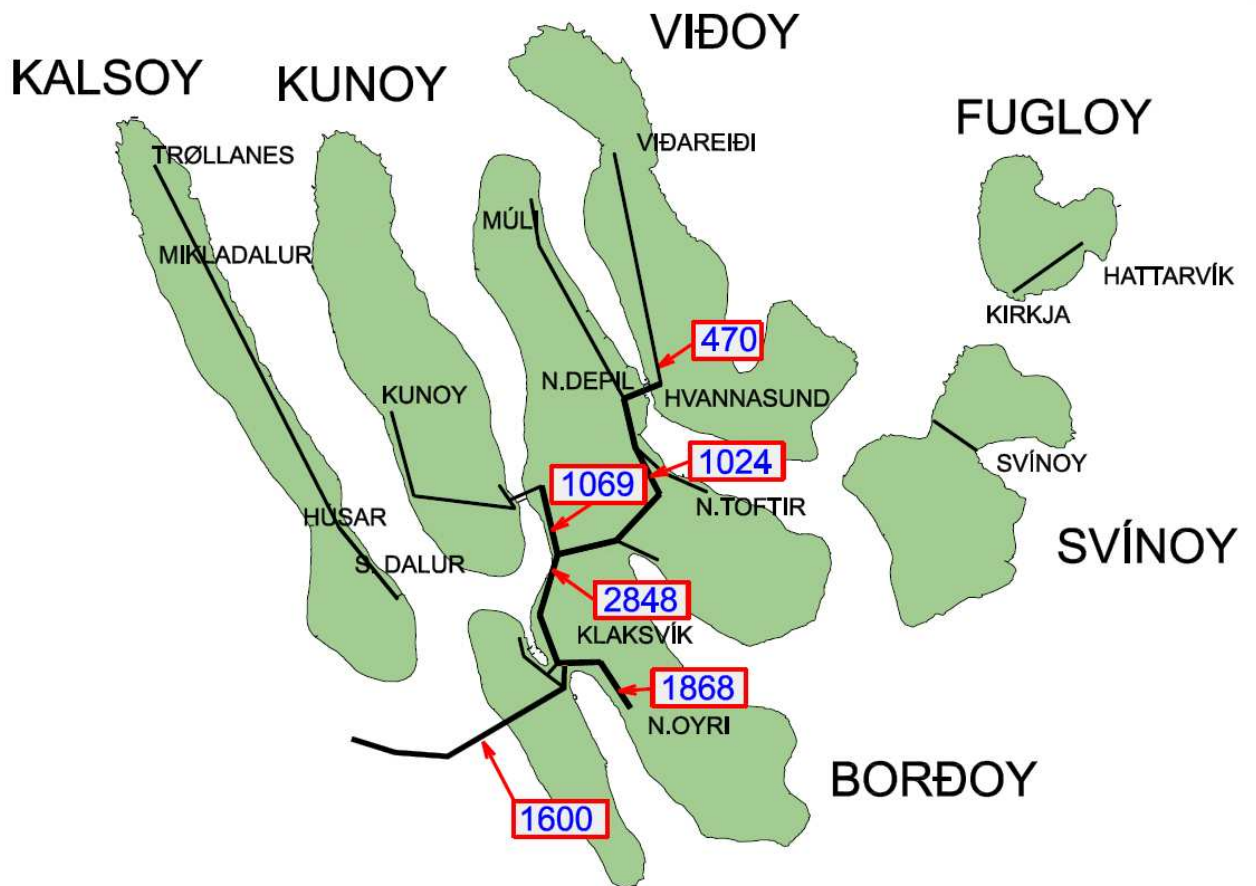 VIÐOY
KALSOY
KUNOY
FUGLOY
VIÐAREIÐI
TRØLLANES
MÚLI
MIKLADALUR
HATTARVÍK
KIRKJA
470
N.DEPIL
KUNOY
HVANNASUND
1024
SVÍNOY
1069
N.TOFTIR
HÚSAR
SVÍNOY
S. DALUR
2848
KLAKSVÍK
1868
N.OYRI
BORÐOY
1600